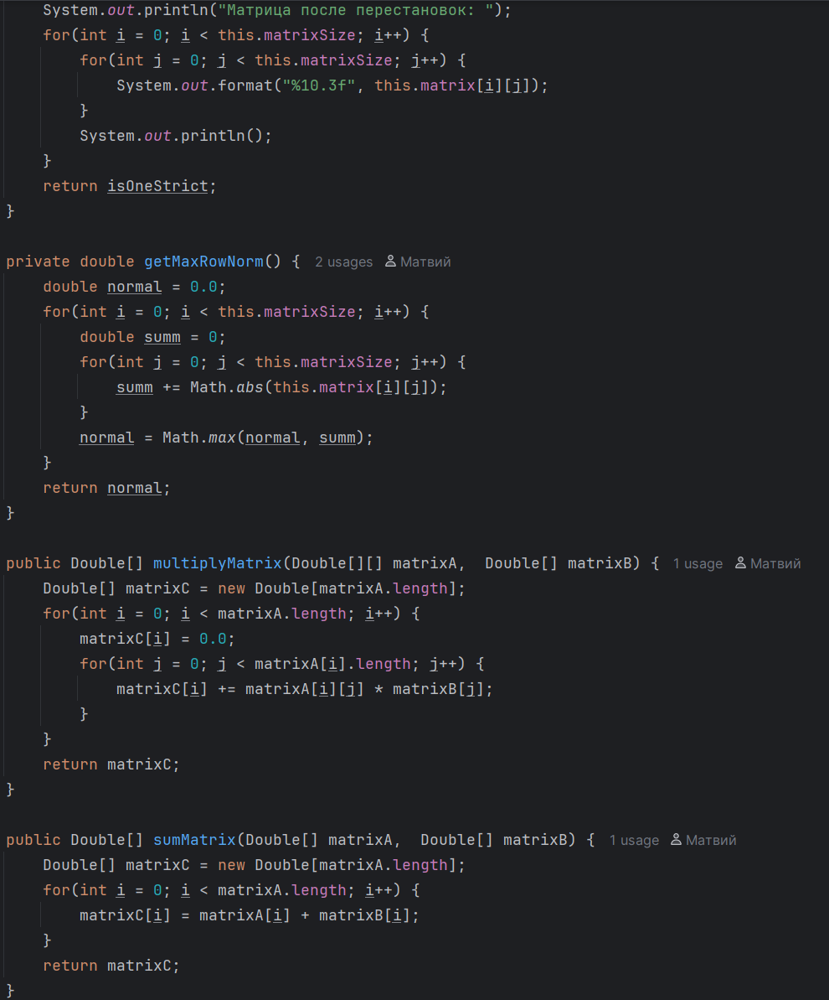 System.out.println("Матрица после перестановок: ");
    for(int i = 0; i < this.matrixSize; i++) {
        for(int j = 0; j < this.matrixSize; j++) {
            System.out.format("%10.3f", this.matrix[i][j]);
        }
        System.out.println();
    }
    return isOneStrict;
}

private double getMaxRowNorm() { 2 usages Матвий
    double normal = 0.0;
    for(int i = 0; i < this.matrixSize; i++) {
        double summ = 0;
        for(int j = 0; j < this.matrixSize; j++) {
            summ += Math.abs(this.matrix[i][j]);
        }
        normal = Math.max(normal, summ);
    }
    return normal;
}

public Double[] multiplyMatrix(Double[][] matrixA,  Double[] matrixB) { 1 usage Матвий
    Double[] matrixC = new Double[matrixA.length];
    for(int i = 0; i < matrixA.length; i++) {
        matrixC[i] = 0.0;
        for(int j = 0; j < matrixA[i].length; j++) {
            matrixC[i] += matrixA[i][j] * matrixB[j];
        }
    }
    return matrixC;
}

public Double[] sumMatrix(Double[] matrixA,  Double[] matrixB) { 1 usage Матвий
    Double[] matrixC = new Double[matrixA.length];
    for(int i = 0; i < matrixA.length; i++) {
        matrixC[i] = matrixA[i] + matrixB[i];
    }
    return matrixC;
}